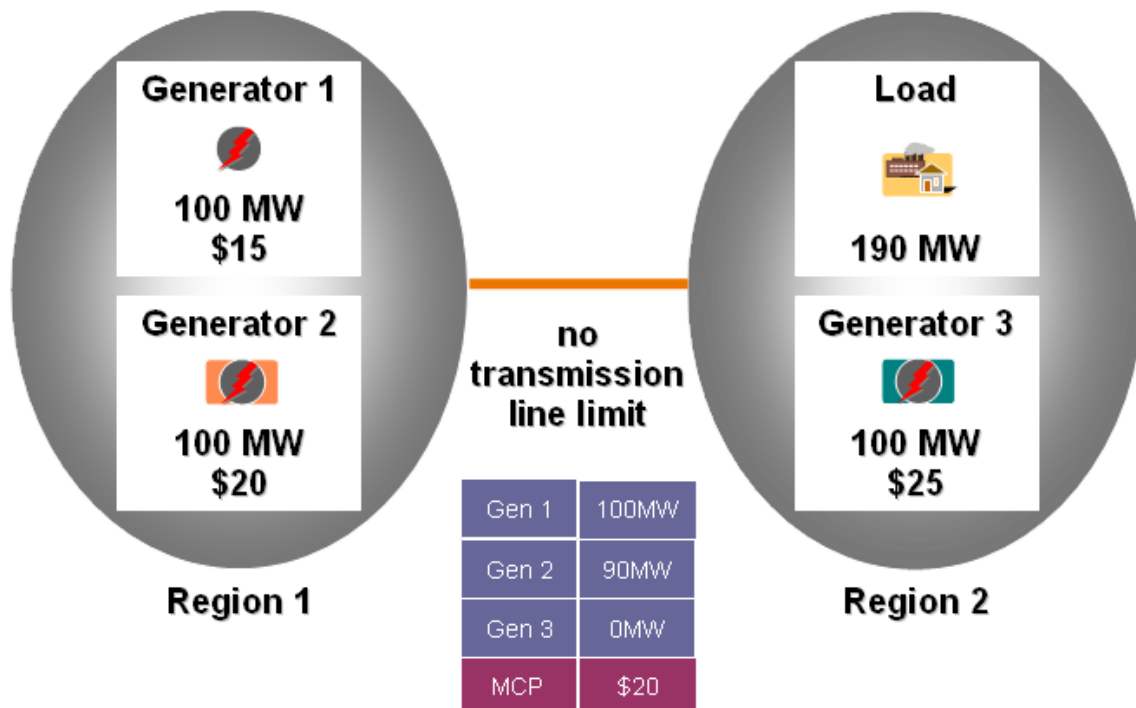 Generator 1
100 MW
$15
Generator 2
100 MW
$20
Region 1
no
transmission
line limit
Load
190 MW
Generator 3
100 MW
$25
Region 2
Gen 1 100MW
Gen 2 90MW
Gen 3 0MW
MCP $20